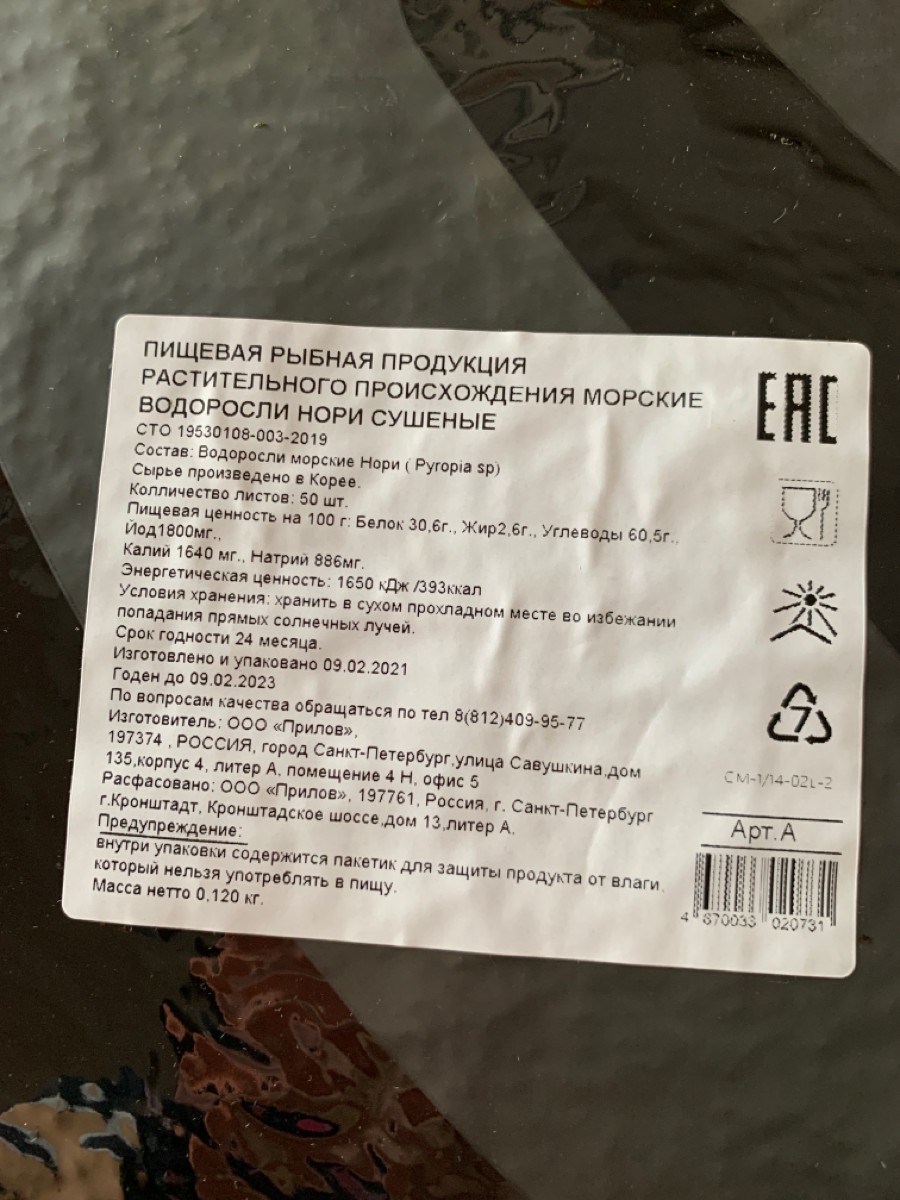 ПИЩЕВАЯ РЫБНАЯ ПРОДУКЦИЯ
РАСТИТЕЛЬНОГО ПРОИСХОЖДЕНИЯ МОРСКИЕ
ВОДОРОСЛИ НОРИ СУШЕНЫЕ
СТО 19530108-003-2019
Состав: Водоросли морские Нори ( Pyropia sp)
Сырье произведено в Корее.
Колличество листов: 50 шт.
Пищевая ценность на 100 г: Белок 30,6г., Жир2,6г., Углеводы 60,5г..
Йод1800мг.,
Калий 1640 мг., Натрий 886мг.
Энергетическая ценность: 1650 кДж /393ккал
Условия хранения: хранить в сухом прохладном месте во избежании
попадания прямых солнечных лучей.
Срок годности 24 месяца.
Изготовлено и упаковано 09.02.2021
Годен до 09.02.2023
По вопросам качества обращаться по тел 8(812)409-95-77
Изготовитель: ООО «Прилов»,
197374 , РОССИЯ, город Санкт-Петербург,улица Савушкина,дом
135,корпус 4, литер А, помещение 4 Н, офис 5
Расфасовано: ООО «Прилов», 197761, Россия, г. Санкт-Петербург
г.Кронштадт, Кронштадское шоссе,дом 13,литер А.
Предупреждение:
внутри упаковки содержится пакетик для защиты продукта от влаги,
который нельзя употреблять в пищу.
Масса нетто 0,120 кг.
EAC
7
СМ-1/14-02L-2
Арт.А
4 670033 020731